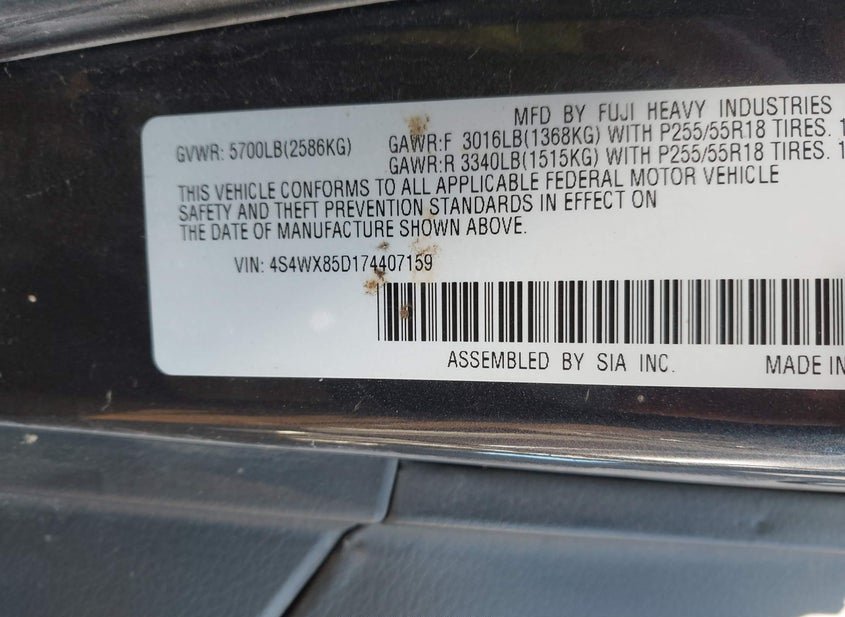 MFD BY FUJI HEAVY INDUSTRIES
GVWR: 5700LB(2586KG) GAWR:F 3016LB(1368KG) WITH P255/55R18 TIRES.
GAWR:R 3340LB(1515KG) WITH P255/55R18 TIRES.
THIS VEHICLE CONFORMS TO ALL APPLICABLE FEDERAL MOTOR VEHICLE
SAFETY AND THEFT PREVENTION STANDARDS IN EFFECT ON
THE DATE OF MANUFACTURE SHOWN ABOVE.
VIN: 4S4WX85D174407159
ASSEMBLED BY SIA INC. MADE IN